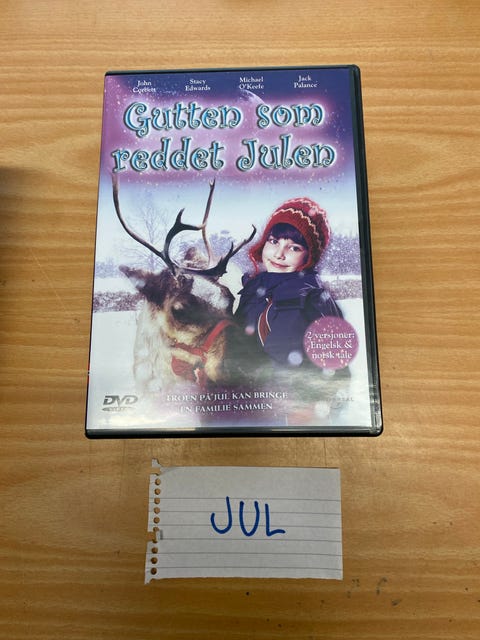 John Corbett
Stacy Edwards
Michael O'Keefe
Jack Palance
Gutten som
reddet Julen
2 versjoner:
Engelsk &
norsk tale
DVD
TROEN PÅ JUL KAN BRINGE
EN FAMILIE SAMMEN
JUL